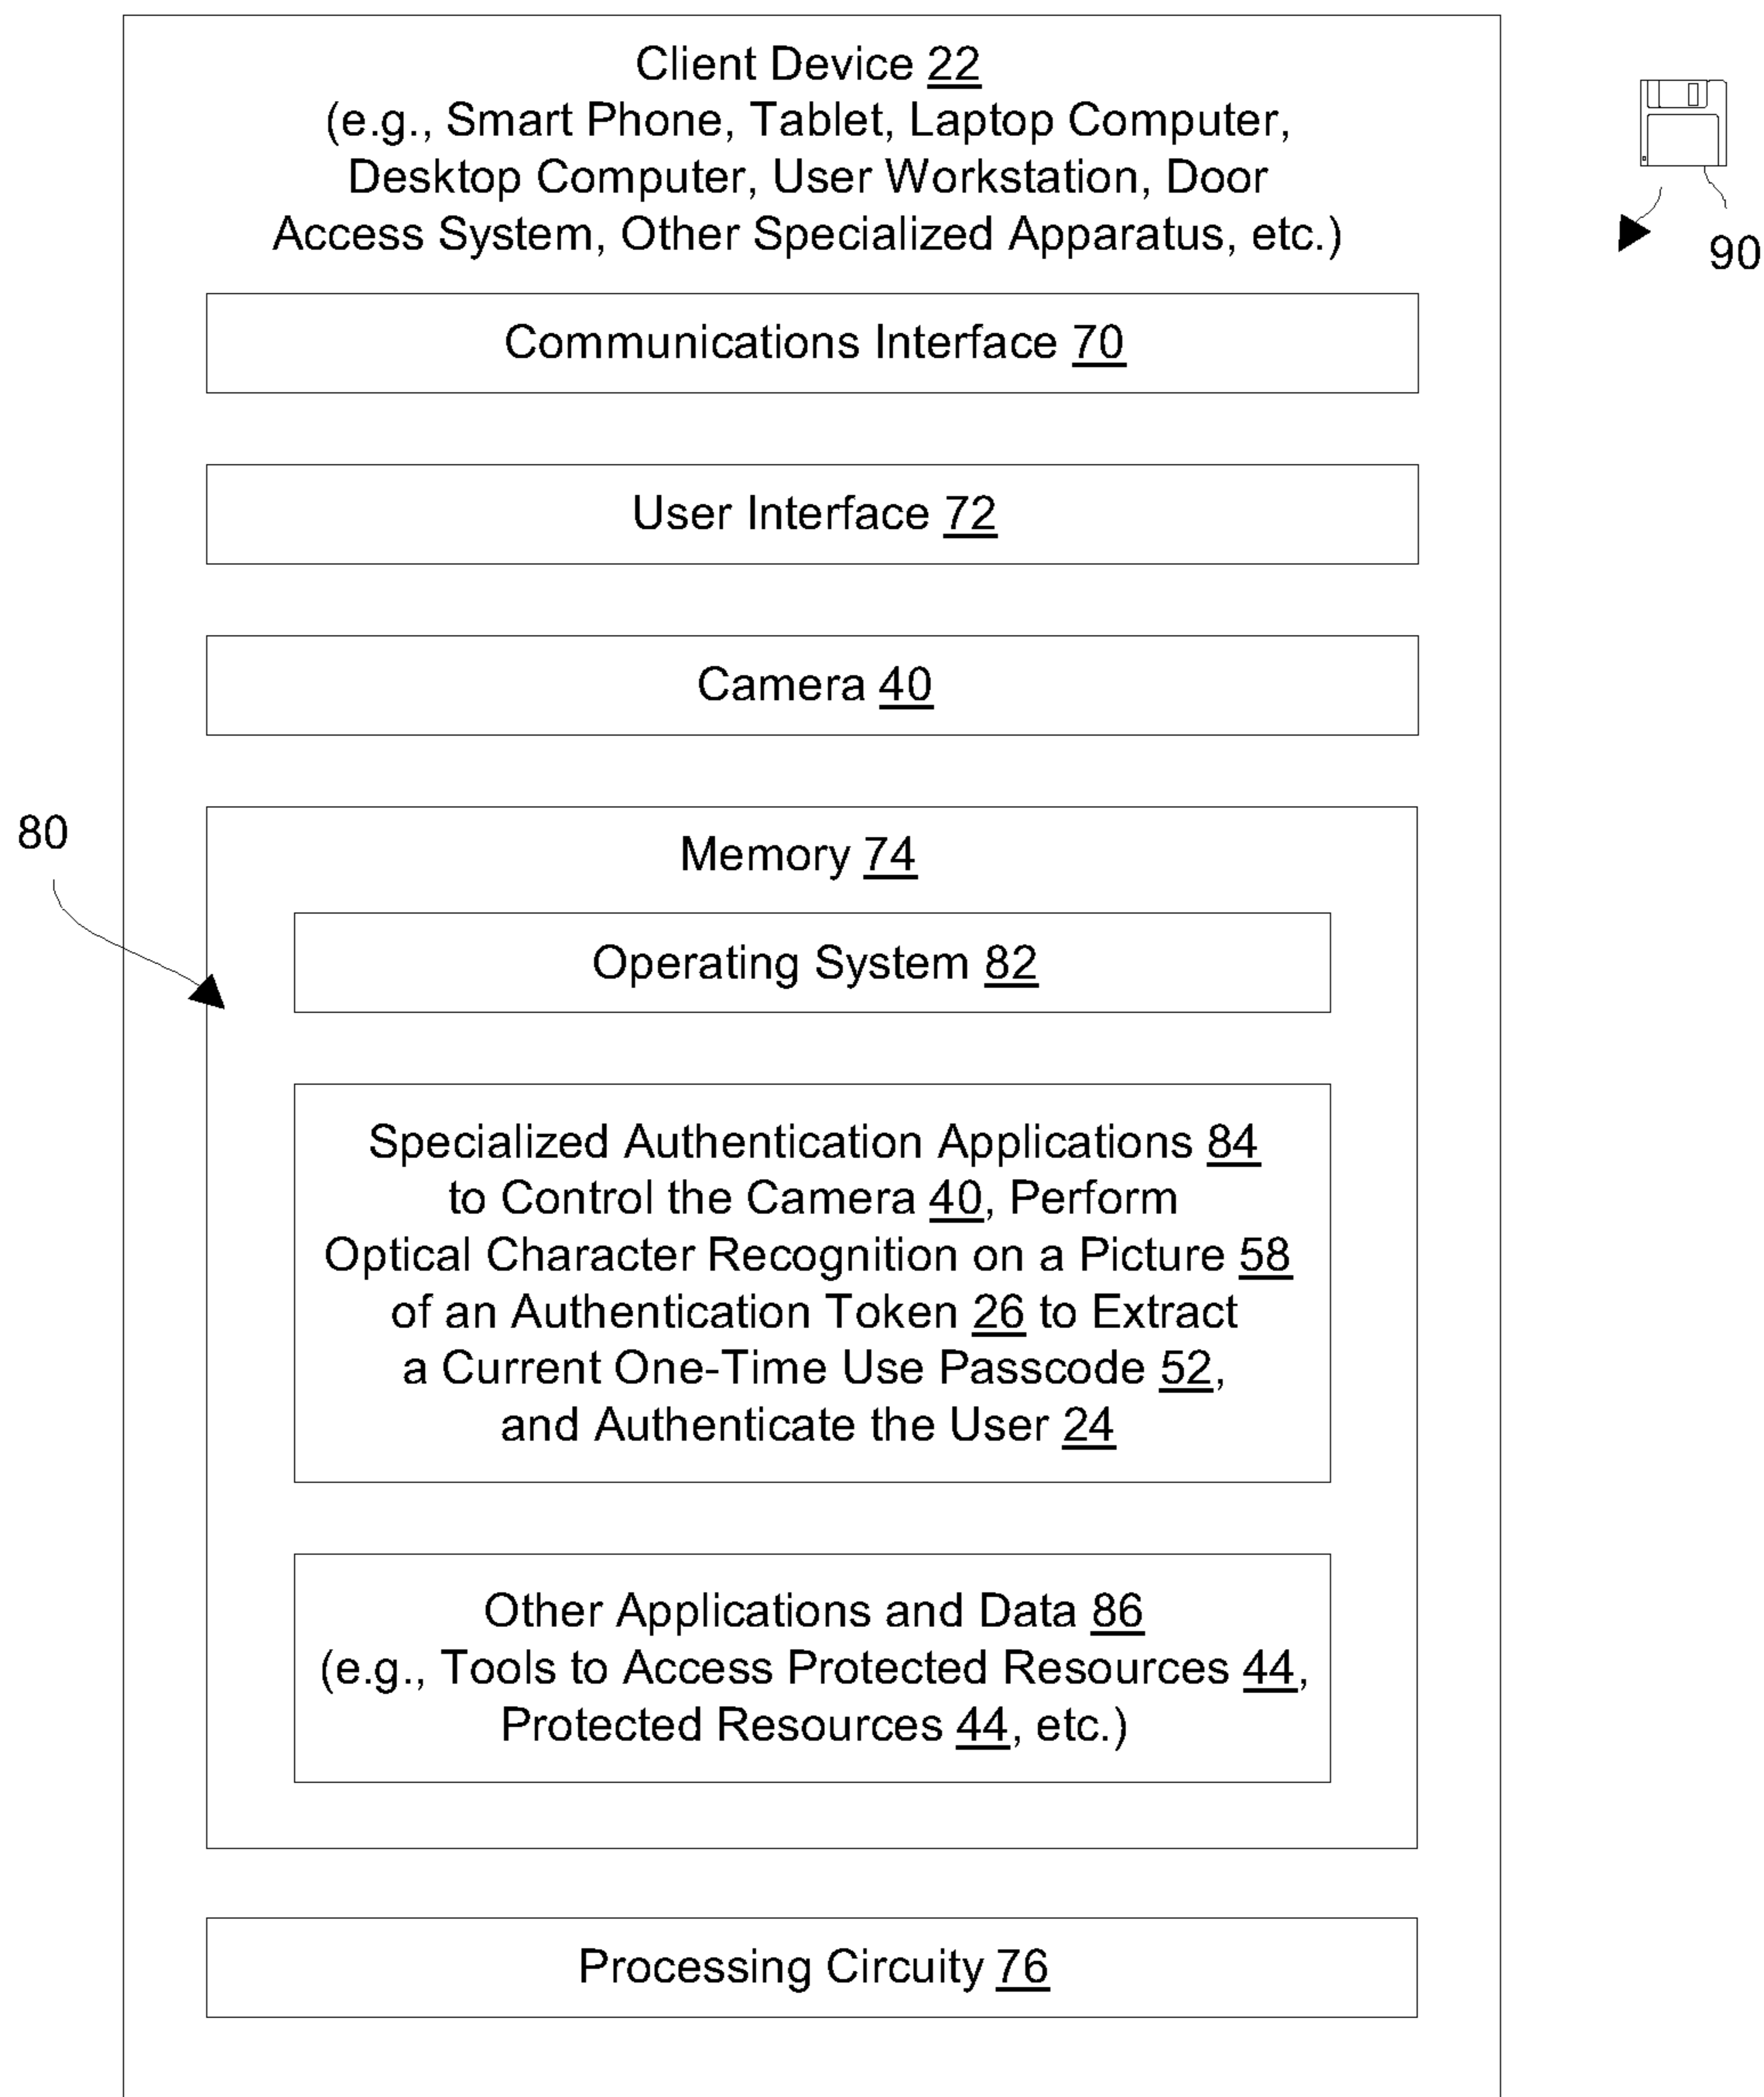 Client Device 22
(e.g., Smart Phone, Tablet, Laptop Computer,
Desktop Computer, User Workstation, Door
Access System, Other Specialized Apparatus, etc.)
90
Communications Interface 70
User Interface 72
Camera 40
80
Memory 74
Operating System 82
Specialized Authentication Applications 84
to Control the Camera 40, Perform
Optical Character Recognition on a Picture 58
of an Authentication Token 26 to Extract
a Current One-Time Use Passcode 52,
and Authenticate the User 24
Other Applications and Data 86
(e.g., Tools to Access Protected Resources 44,
Protected Resources 44, etc.)
Processing Circuity 76